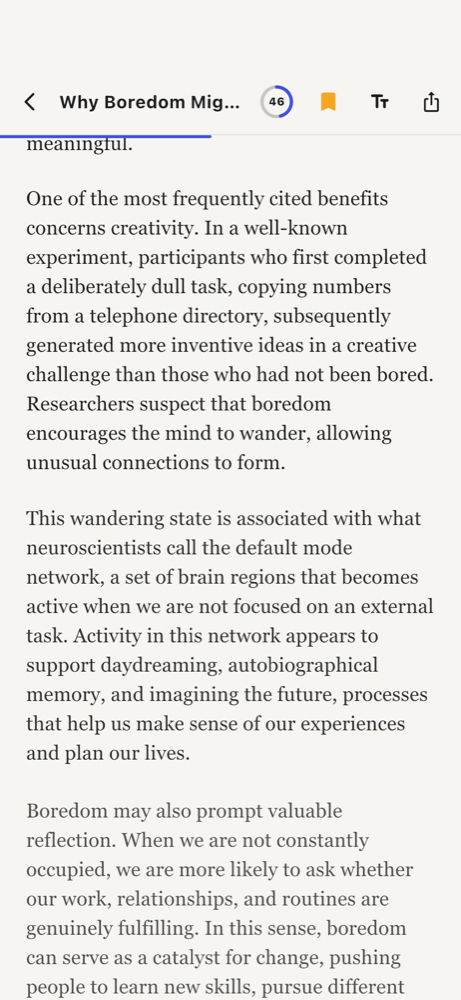 Why Boredom Mig...
46
TT
meaningful.
One of the most frequently cited benefits
concerns creativity. In a well-known
experiment, participants who first completed
a deliberately dull task, copying numbers
from a telephone directory, subsequently
generated more inventive ideas in a creative
challenge than those who had not been bored.
Researchers suspect that boredom
encourages the mind to wander, allowing
unusual connections to form.
This wandering state is associated with what
neuroscientists call the default mode
network, a set of brain regions that becomes
active when we are not focused on an external
task. Activity in this network appears to
support daydreaming, autobiographical
memory, and imagining the future, processes
that help us make sense of our experiences
and plan our lives.
Boredom may also prompt valuable
reflection. When we are not constantly
occupied, we are more likely to ask whether
our work, relationships, and routines are
genuinely fulfilling. In this sense, boredom
can serve as a catalyst for change, pushing
people to learn new skills, pursue different